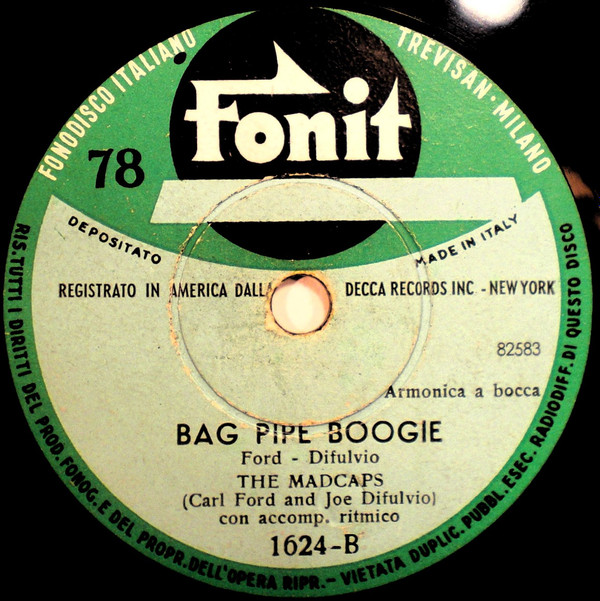 FONODISCO ITALIANO
TREVISAN · MILANO
Fonit
78
DEPOSITATO
MADE IN ITALY
REGISTRATO IN AMERICA DALLA DECCA RECORDS INC. - NEW YORK
82583
Armonica a bocca
BAG PIPE BOOGIE
Ford - Difulvio
THE MADCAPS
(Carl Ford and Joe Difulvio)
con accomp. ritmico
1624-B
RIS. TUTTI I DIRITTI DEL PROD. FONOG. E DEL PROPR. DELL'OPERA RIPR. - VIETATA DUPLIC. PUBBL. ESEC. RADIODIFF. DI QUESTO DISCO